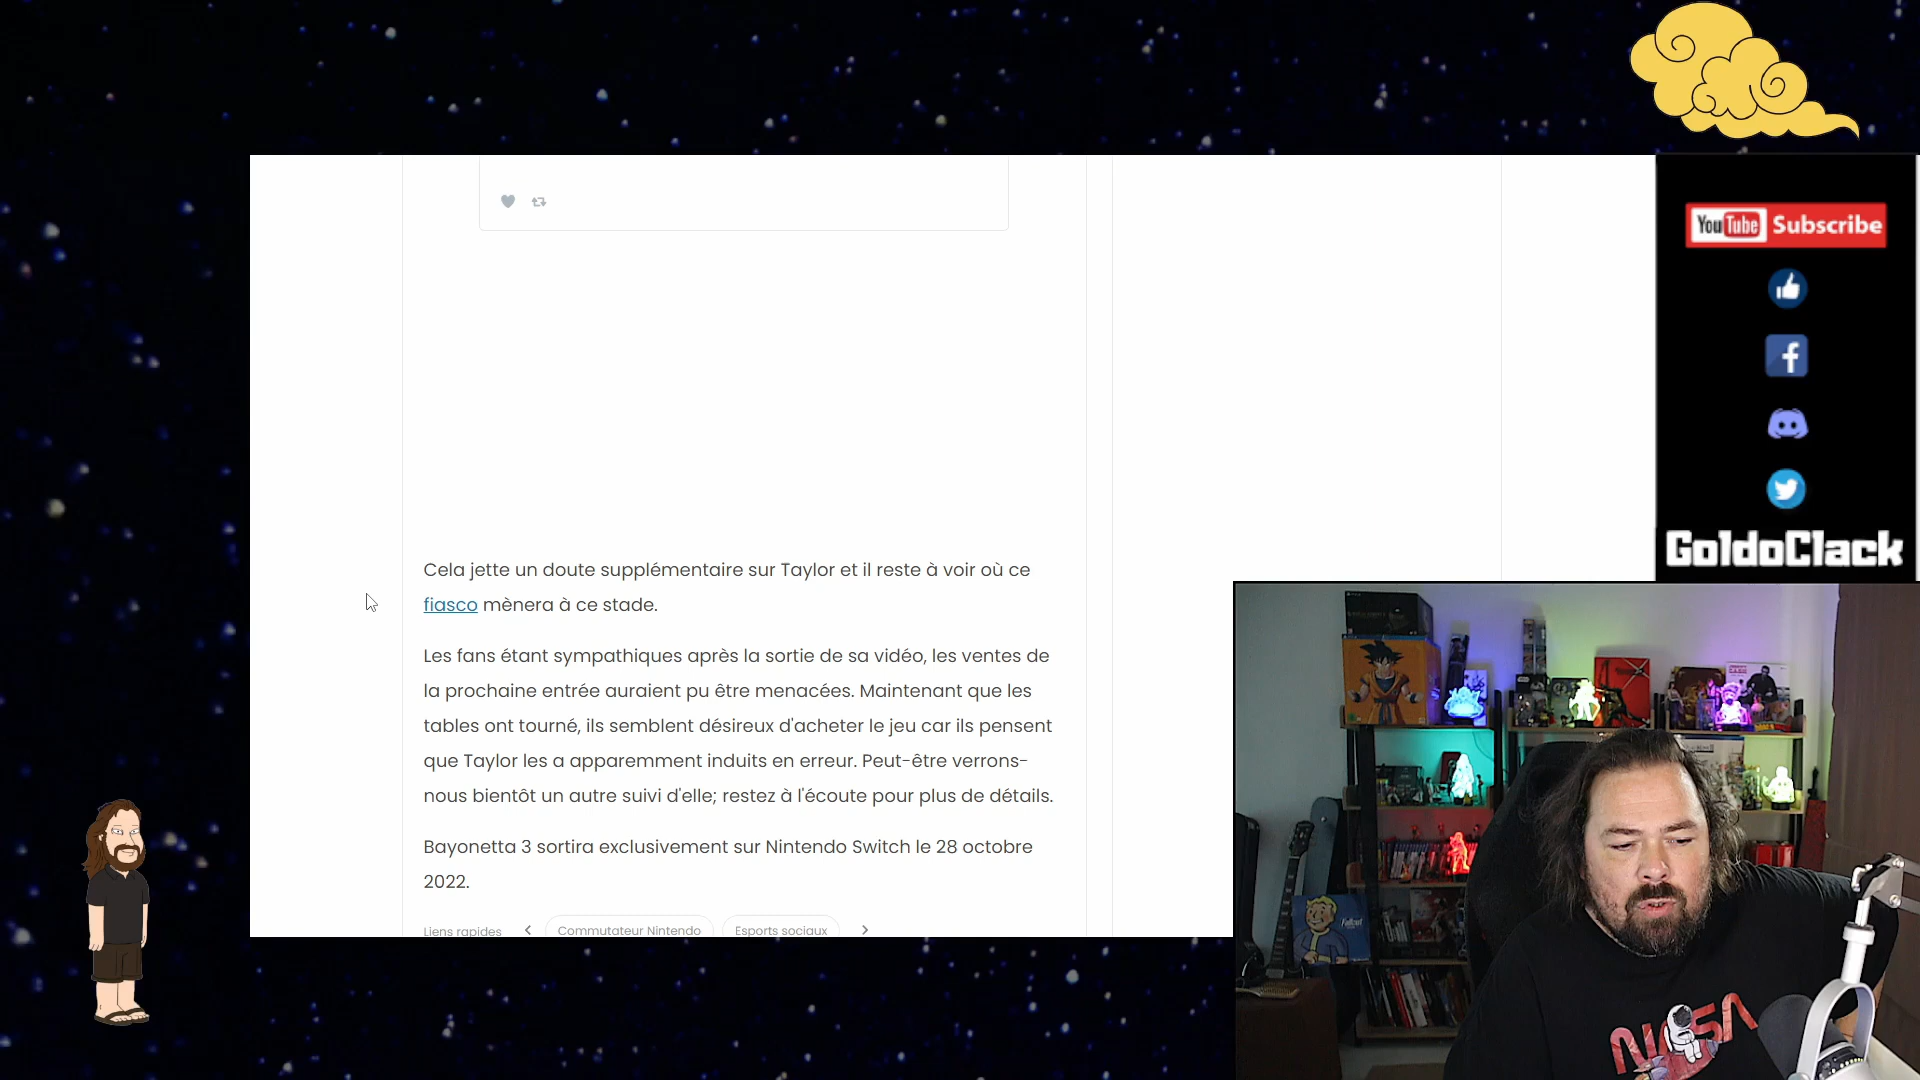 YouTube Subscribe
GoldoClack
Cela jette un doute supplémentaire sur Taylor et il reste à voir où ce
fiasco mènera à ce stade.
Les fans étant sympathiques après la sortie de sa vidéo, les ventes de
la prochaine entrée auraient pu être menacées. Maintenant que les
tables ont tourné, ils semblent désireux d'acheter le jeu car ils pensent
que Taylor les a apparemment induits en erreur. Peut-être verrons-
nous bientôt un autre suivi d'elle; restez à l'écoute pour plus de détails.
Bayonetta 3 sortira exclusivement sur Nintendo Switch le 28 octobre
2022.
Liens rapides
Commutateur Nintendo
Esports sociaux
Fallout
NASA